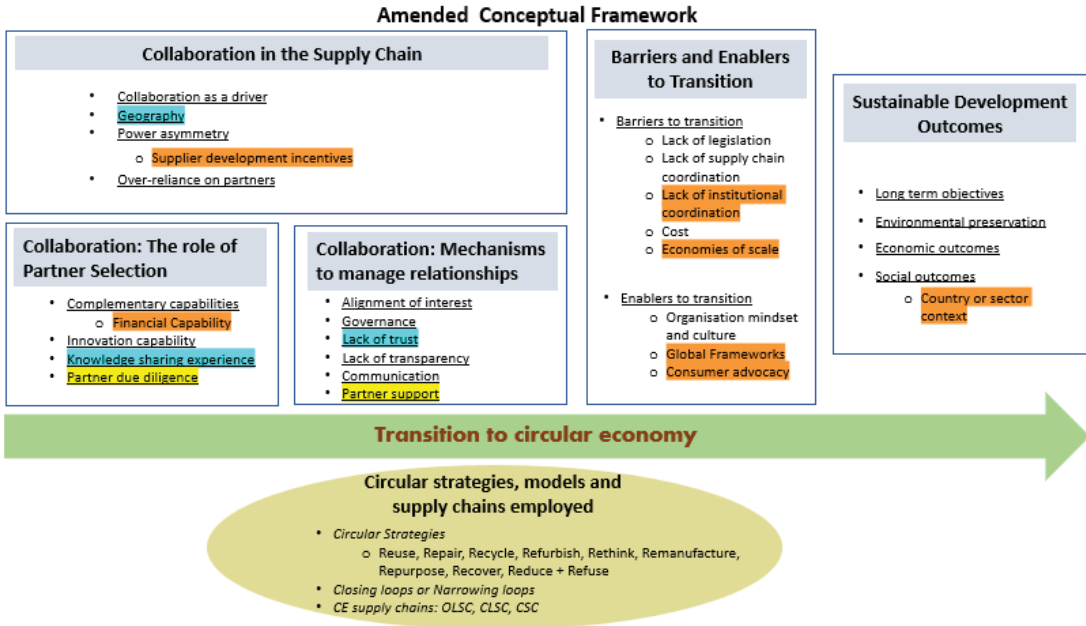 Amended Conceptual Framework
Collaboration in the Supply Chain
• Collaboration as a driver
• Geography
• Power asymmetry
o Supplier development incentives
• Over-reliance on partners
Collaboration: The role of
Partner Selection
• Complementary capabilities
o Financial Capability
• Innovation capability
• Knowledge sharing experience
• Partner due diligence
Collaboration: Mechanisms
to manage relationships
• Alignment of interest
• Governance
• Lack of trust
• Lack of transparency
• Communication
• Partner support
Barriers and Enablers
to Transition
• Barriers to transition
o Lack of legislation
o Lack of supply chain
coordination
o Lack of institutional
coordination
o Cost
o Economies of scale
• Enablers to transition
o Organisation mindset
and culture
o Global Frameworks
o Consumer advocacy
Sustainable Development
Outcomes
• Long term objectives
• Environmental preservation
• Economic outcomes
• Social outcomes
o Country or sector
context
Transition to circular economy
Circular strategies, models and
supply chains employed
• Circular Strategies
o Reuse, Repair, Recycle, Refurbish, Rethink, Remanufacture,
Repurpose, Recover, Reduce + Refuse
• Closing loops or Narrowing loops
• CE supply chains: OLSC, CLSC, CSC